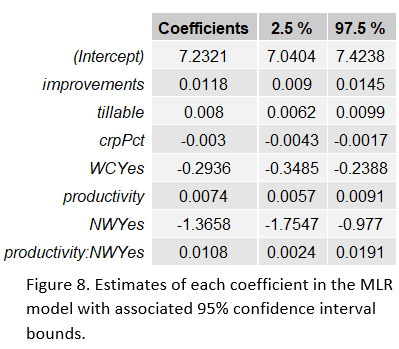 Coefficients 2.5 % 97.5 %
(Intercept) 7.2321 7.0404 7.4238
improvements 0.0118 0.009 0.0145
tillable 0.008 0.0062 0.0099
crpPct -0.003 -0.0043 -0.0017
WCYes -0.2936 -0.3485 -0.2388
productivity 0.0074 0.0057 0.0091
NWYes -1.3658 -1.7547 -0.977
productivity:NWYes 0.0108 0.0024 0.0191
Figure 8. Estimates of each coefficient in the MLR
model with associated 95% confidence interval
bounds.